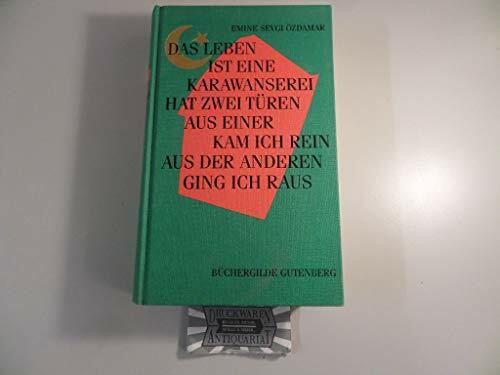 EMINE SEVGI ÖZDAMAR
DAS LEBEN
IST EINE
KARAWANSEREI
HAT ZWEI TÜREN
AUS EINER
KAM ICH REIN
AUS DER ANDEREN
GING ICH RAUS
BÜCHERGILDE GUTENBERG
DRUCKWAREN
ANTIQUARIAT